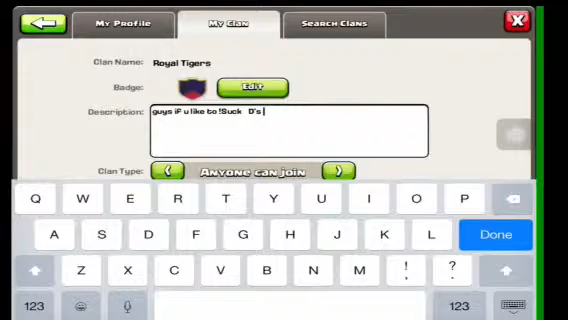 My Profile
My Clan
Search Clans
X
Clan Name: Royal Tigers
Badge: Edit
Description: guys if u like to !Suck D's
Clan Type: Anyone can join
Q W E R T Y U I O P
A S D F G H J K L Done
Z X C V B N M ! , ? .
123 123